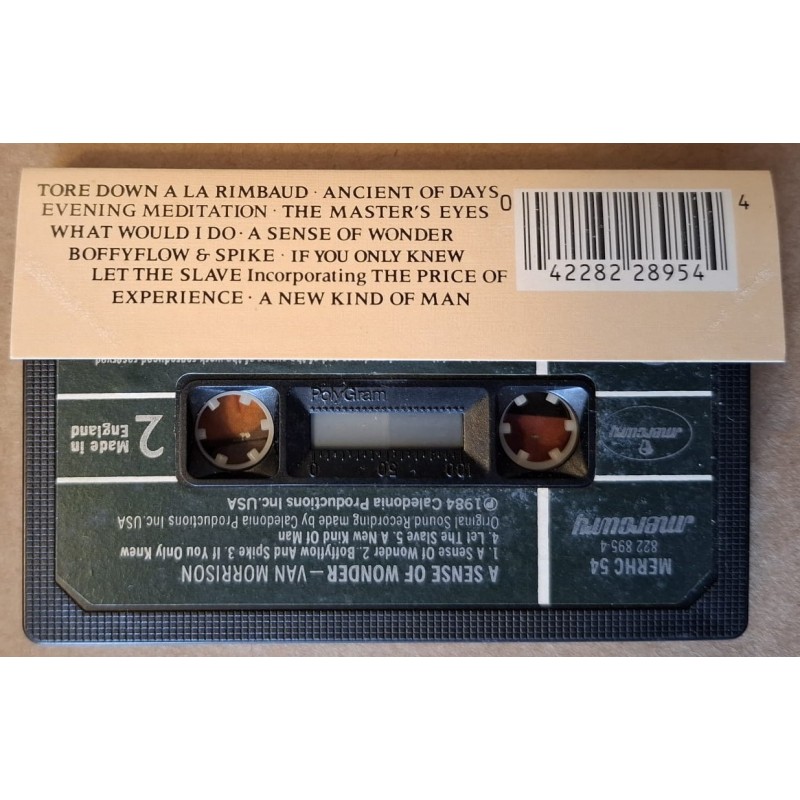 TORE DOWN A LA RIMBAUD · ANCIENT OF DAYS
EVENING MEDITATION · THE MASTER'S EYES
WHAT WOULD I DO · A SENSE OF WONDER
BOFFYFLOW & SPIKE · IF YOU ONLY KNEW
LET THE SLAVE Incorporating THE PRICE OF
EXPERIENCE · A NEW KIND OF MAN
0 42282 28954 4
A SENSE OF WONDER – VAN MORRISON
1. A Sense Of Wonder 2. Boffyflow And Spike 3. If You Only Knew
4. Let The Slave 5. A New Kind Of Man
Original Sound Recording made by Caledonia Productions Inc. USA
℗1984 Caledonia Productions Inc. USA
MERHC 54
822 895-4
mercury
mercury
PolyGram
100 50 0
2
Made in
England